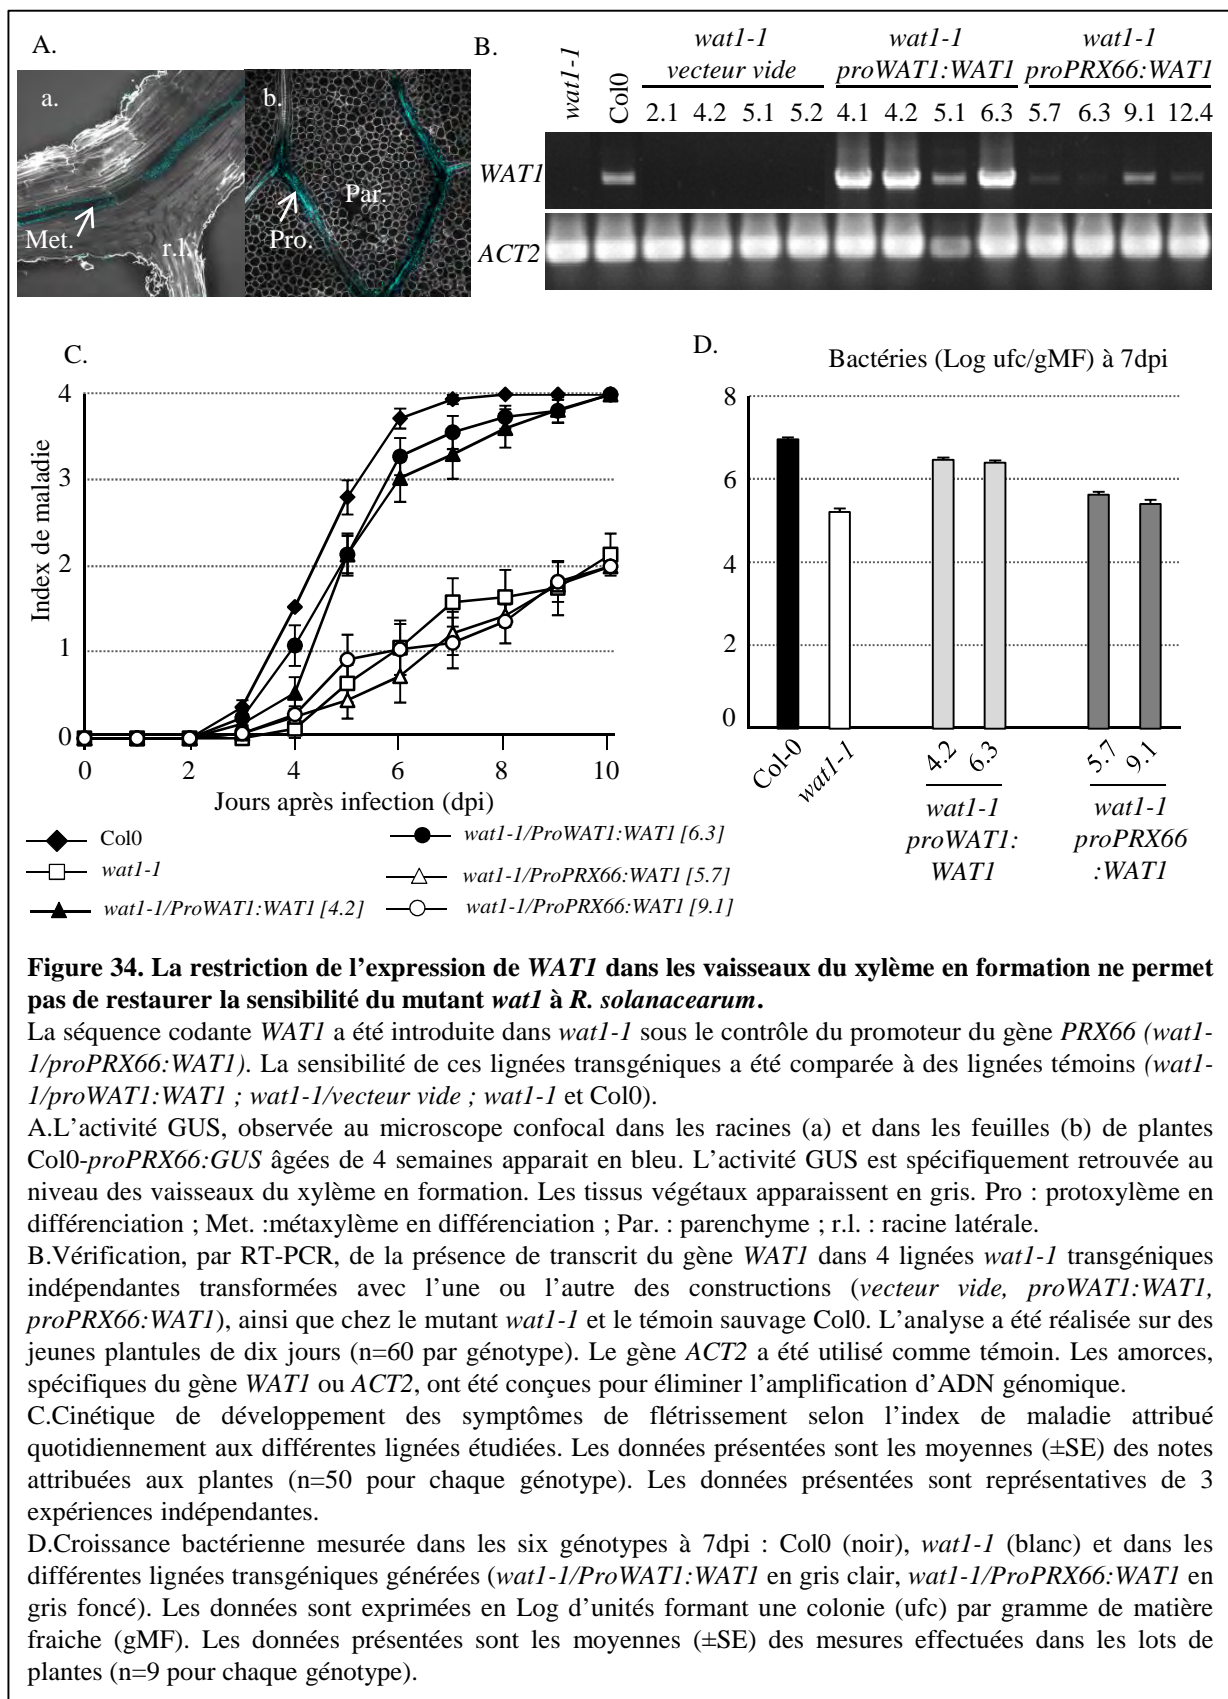 A.
a.
Met.
r.l.
b.
Par.
Pro.
B.
wat1-1
Col0
wat1-1
vecteur vide
wat1-1
proWAT1:WAT1
wat1-1
proPRX66:WAT1
2.1 4.2 5.1 5.2 4.1 4.2 5.1 6.3 5.7 6.3 9.1 12.4
WAT1
ACT2
C.
Index de maladie
4
3
2
1
0
0 2 4 6 8 10
Jours après infection (dpi)
Col0
wat1-1
wat1-1/ProWAT1:WAT1 [4.2]
wat1-1/ProWAT1:WAT1 [6.3]
wat1-1/ProPRX66:WAT1 [5.7]
wat1-1/ProPRX66:WAT1 [9.1]
D.
Bactéries (Log ufc/gMF) à 7dpi
8
6
4
2
0
Col-0
wat1-1
4.2
6.3
5.7
9.1
wat1-1
proWAT1:
WAT1
wat1-1
proPRX66
:WAT1
Figure 34. La restriction de l’expression de WAT1 dans les vaisseaux du xylème en formation ne permet
pas de restaurer la sensibilité du mutant wat1 à R. solanacearum.
La séquence codante WAT1 a été introduite dans wat1-1 sous le contrôle du promoteur du gène PRX66 (wat1-
1/proPRX66:WAT1). La sensibilité de ces lignées transgéniques a été comparée à des lignées témoins (wat1-
1/proWAT1:WAT1 ; wat1-1/vecteur vide ; wat1-1 et Col0).
A.L’activité GUS, observée au microscope confocal dans les racines (a) et dans les feuilles (b) de plantes
Col0-proPRX66:GUS âgées de 4 semaines apparait en bleu. L’activité GUS est spécifiquement retrouvée au
niveau des vaisseaux du xylème en formation. Les tissus végétaux apparaissent en gris. Pro : protoxylème en
différenciation ; Met. :métaxylème en différenciation ; Par. : parenchyme ; r.l. : racine latérale.
B.Vérification, par RT-PCR, de la présence de transcrit du gène WAT1 dans 4 lignées wat1-1 transgéniques
indépendantes transformées avec l’une ou l’autre des constructions (vecteur vide, proWAT1:WAT1,
proPRX66:WAT1), ainsi que chez le mutant wat1-1 et le témoin sauvage Col0. L’analyse a été réalisée sur des
jeunes plantules de dix jours (n=60 par génotype). Le gène ACT2 a été utilisé comme témoin. Les amorces,
spécifiques du gène WAT1 ou ACT2, ont été conçues pour éliminer l’amplification d’ADN génomique.
C.Cinétique de développement des symptômes de flétrissement selon l’index de maladie attribué
quotidiennement aux différentes lignées étudiées. Les données présentées sont les moyennes (±SE) des notes
attribuées aux plantes (n=50 pour chaque génotype). Les données présentées sont représentatives de 3
expériences indépendantes.
D.Croissance bactérienne mesurée dans les six génotypes à 7dpi : Col0 (noir), wat1-1 (blanc) et dans les
différentes lignées transgéniques générées (wat1-1/ProWAT1:WAT1 en gris clair, wat1-1/ProPRX66:WAT1 en
gris foncé). Les données sont exprimées en Log d’unités formant une colonie (ufc) par gramme de matière
fraiche (gMF). Les données présentées sont les moyennes (±SE) des mesures effectuées dans les lots de
plantes (n=9 pour chaque génotype).